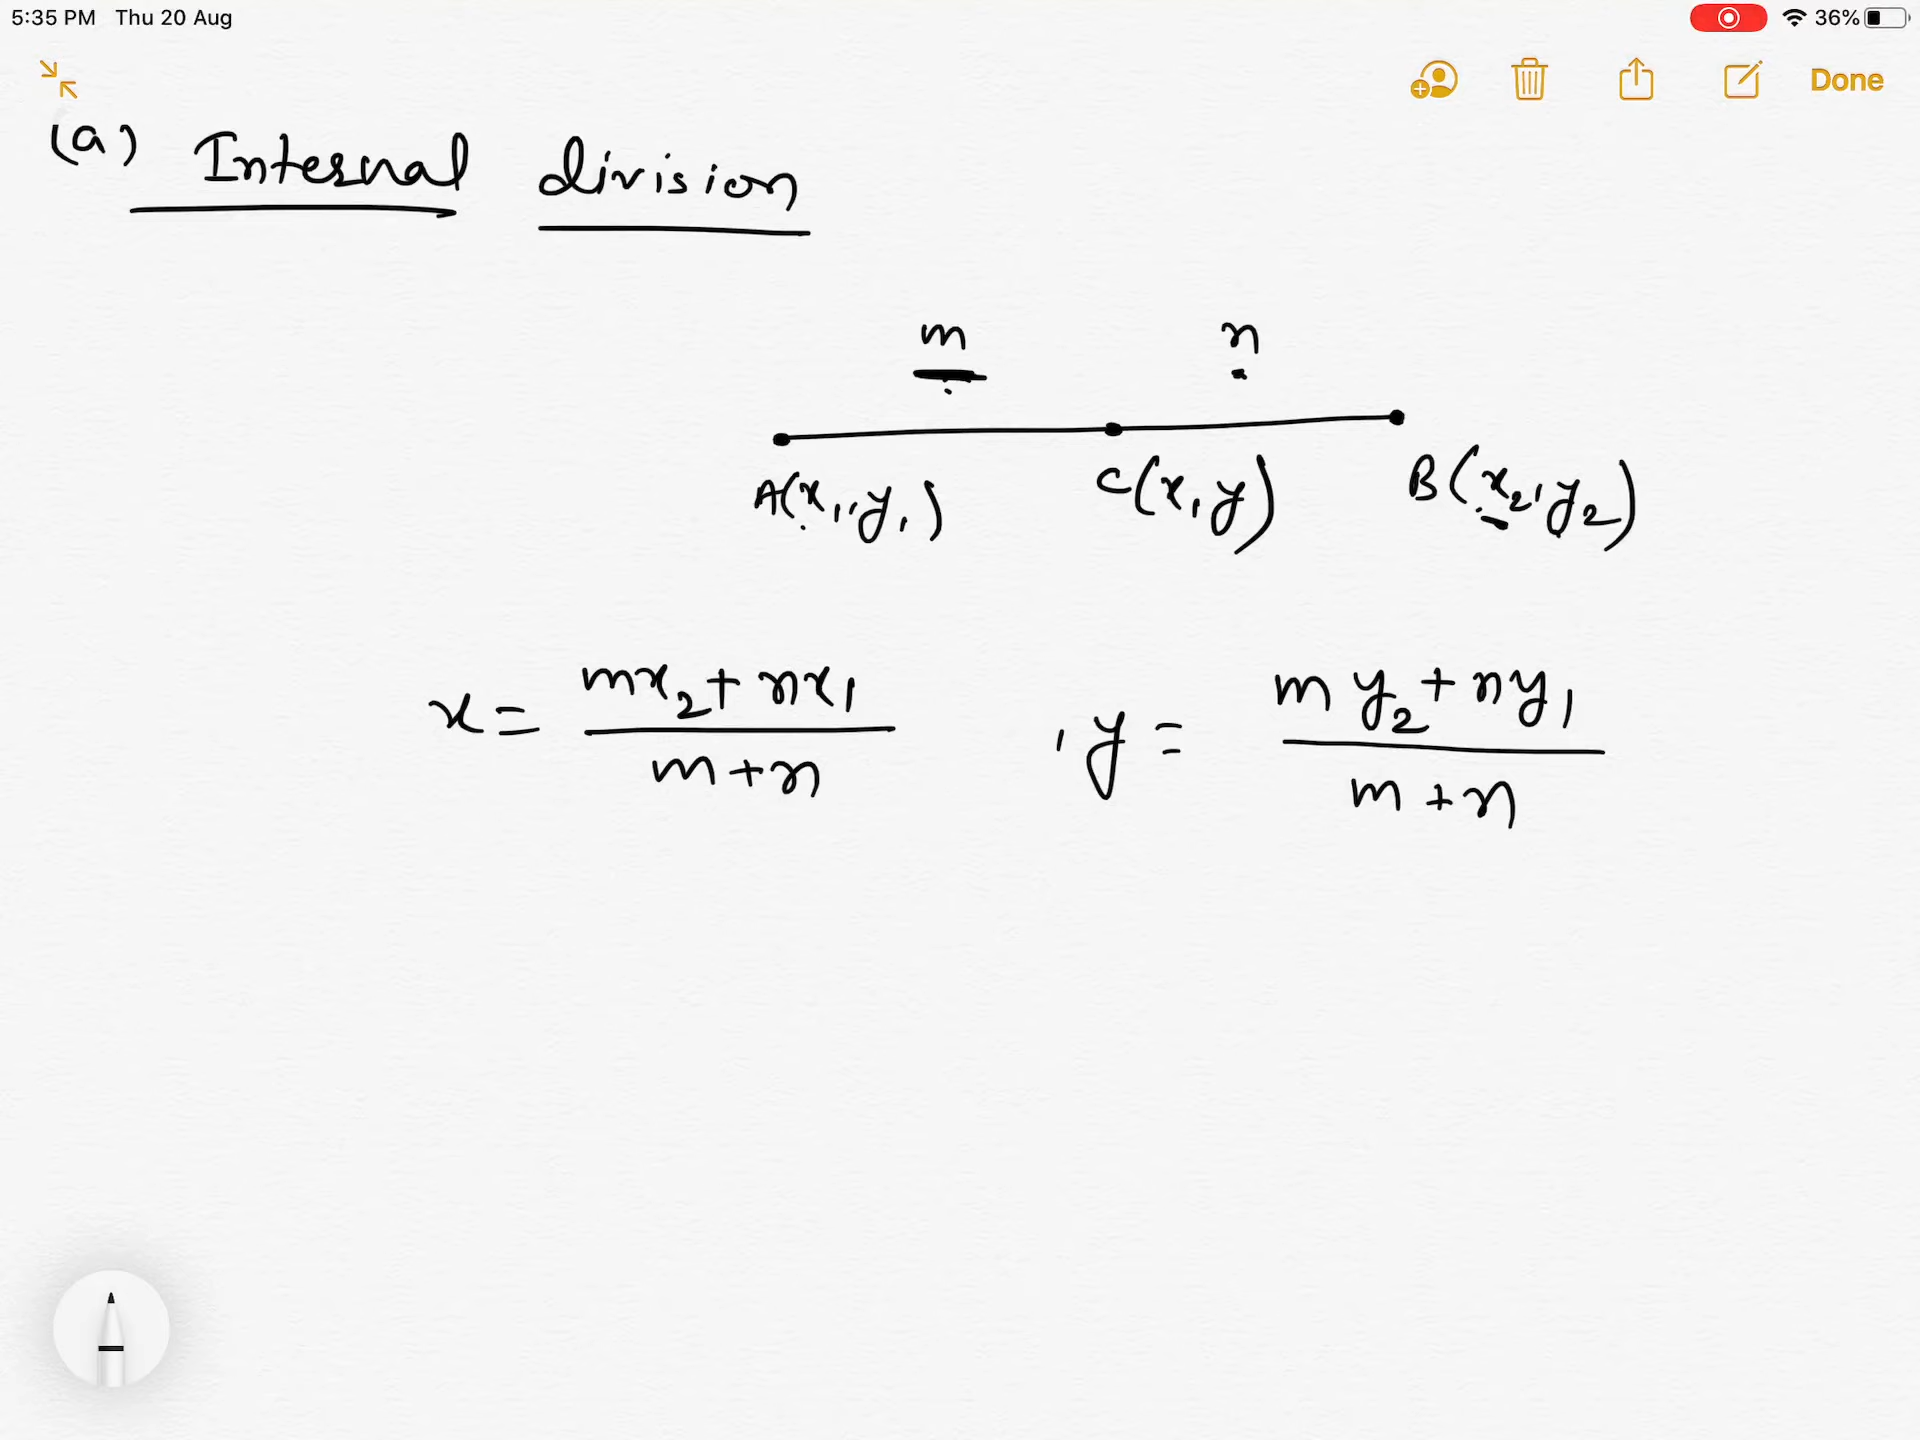 5:35 PM Thu 20 Aug 36%
Done
(a) Internal division
m n
A(x₁,y₁) C(x,y) B(x₂,y₂)
x = (mx₂+nx₁)/(m+n) , y = (my₂+ny₁)/(m+n)